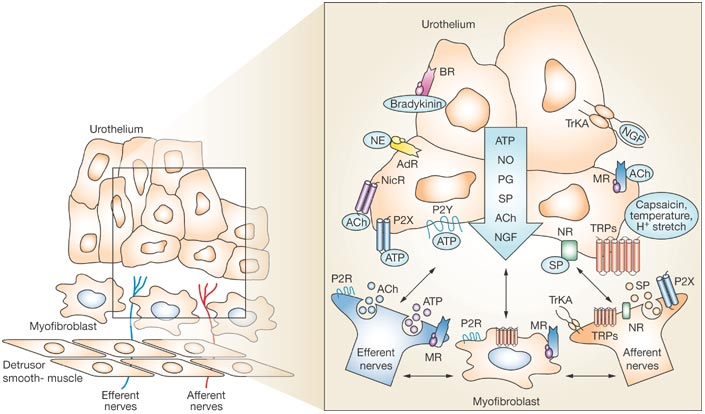 Urothelium
Myofibroblast
Detrusor
smooth- muscle
Efferent
nerves
Afferent
nerves
Urothelium
BR
Bradykinin
TrKA
NGF
NE
AdR
NicR
ACh
P2X
ATP
P2Y
ATP
ATP
NO
PG
SP
ACh
NGF
MR
ACh
Capsaicin,
temperature,
H+ stretch
NR
SP
TRPs
P2R
ACh
ATP
MR
Efferent
nerves
P2R
MR
Myofibroblast
TrKA
TRPs
NR
SP
P2X
Afferent
nerves